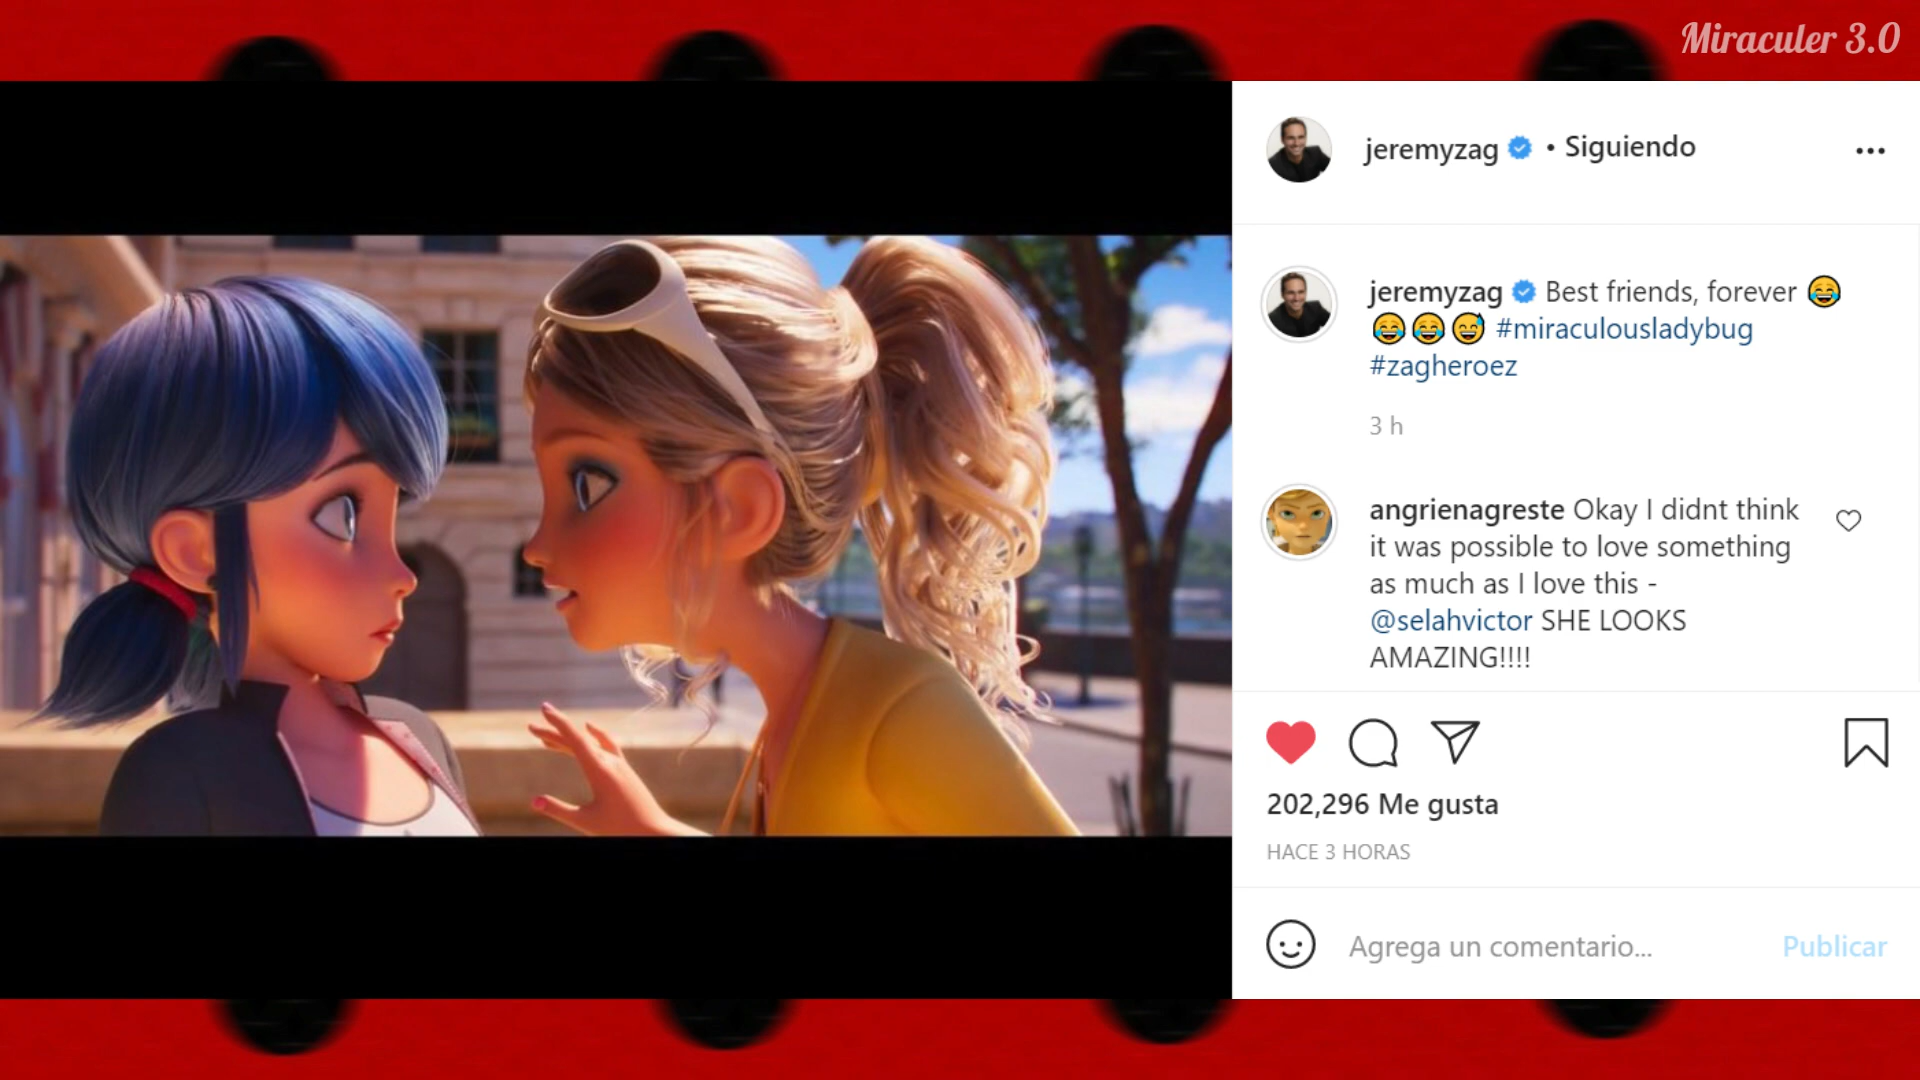 Miraculer 3.0
jeremyzag • Siguiendo
jeremyzag Best friends, forever 😂
😂😂😅 #miraculousladybug
#zagheroez
3 h
angrienagreste Okay I didnt think
it was possible to love something
as much as I love this -
@selahvictor SHE LOOKS
AMAZING!!!!
202,296 Me gusta
HACE 3 HORAS
Agrega un comentario... Publicar